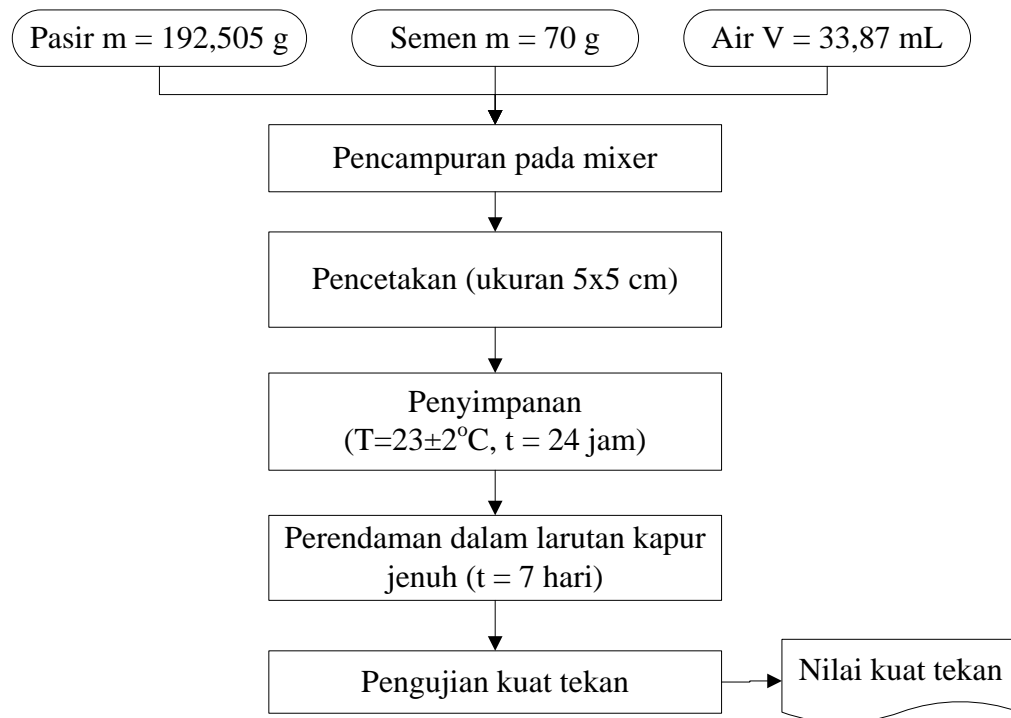 Pasir m = 192,505 g
Semen m = 70 g
Air V = 33,87 mL
Pencampuran pada mixer
Pencetakan (ukuran 5x5 cm)
Penyimpanan
(T=23±2°C, t = 24 jam)
Perendaman dalam larutan kapur
jenuh (t = 7 hari)
Pengujian kuat tekan
Nilai kuat tekan